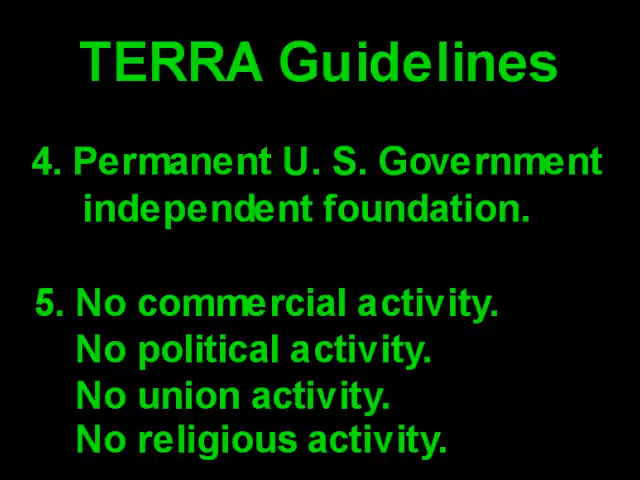 TERRA Guidelines
4. Permanent U. S. Government
independent foundation.
5. No commercial activity.
No political activity.
No union activity.
No religious activity.